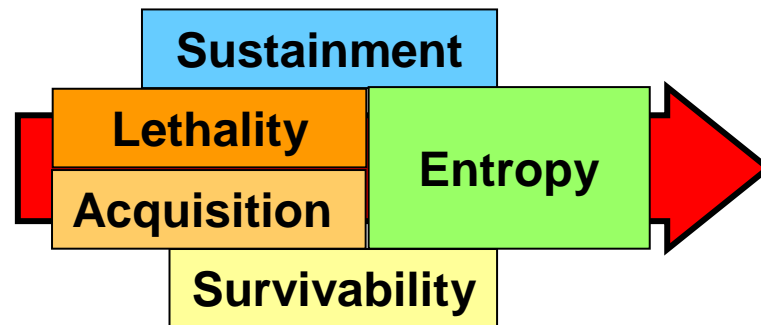 Sustainment
Lethality
Entropy
Acquisition
Survivability